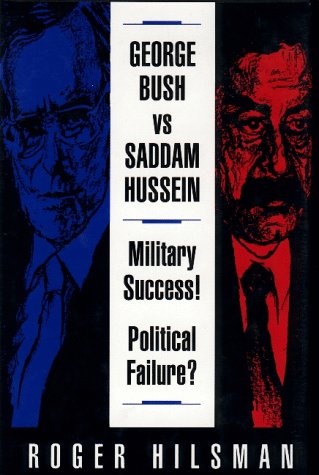 GEORGE
BUSH
VS
SADDAM
HUSSEIN
Military
Success!
Political
Failure?
ROGER HILSMAN